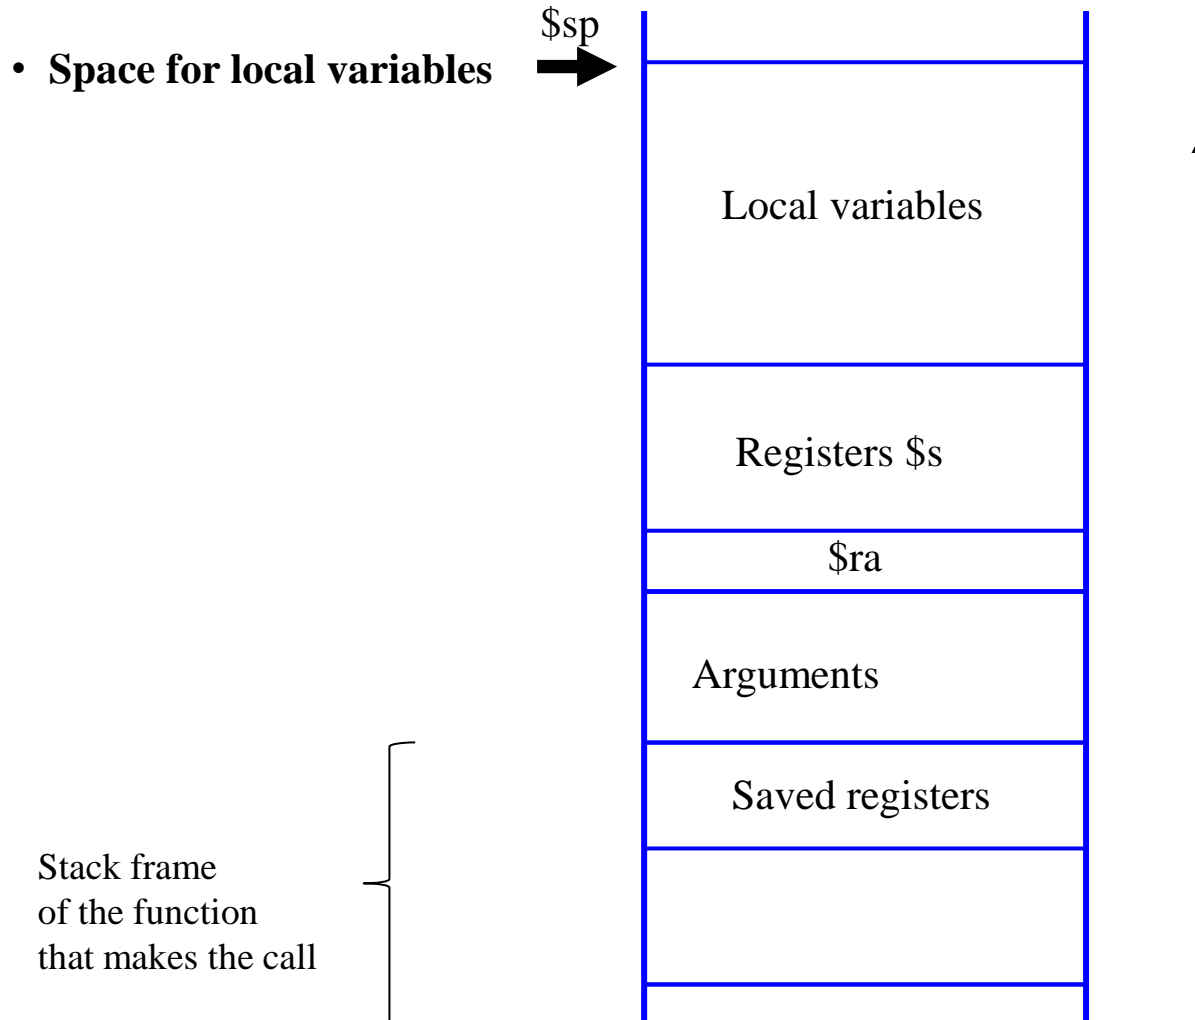 $sp
• Space for local variables
Local variables
Registers $s
$ra
Arguments
Saved registers
Stack frame
of the function
that makes the call